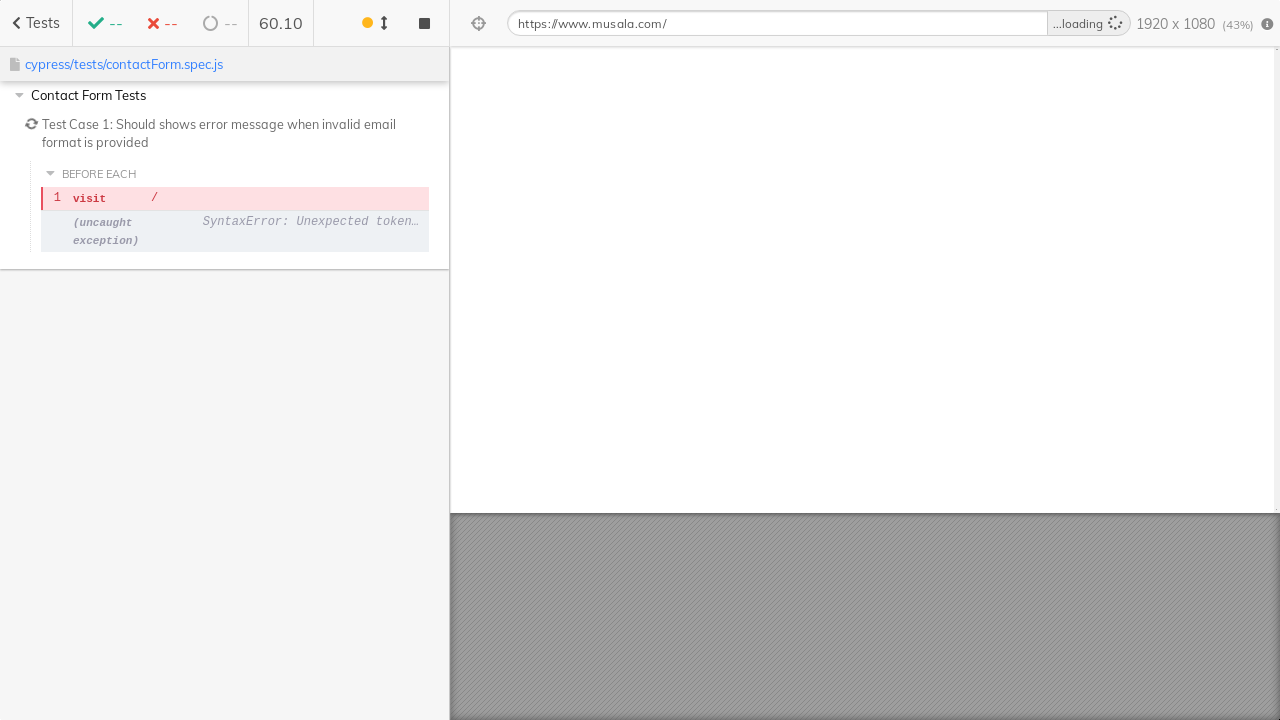 Tests
--
--
--
60.10
https://www.musala.com/
...loading
1920 x 1080 (43%)
cypress/tests/contactForm.spec.js
Contact Form Tests
Test Case 1: Should shows error message when invalid email
format is provided
BEFORE EACH
1 visit /
(uncaught SyntaxError: Unexpected token…
exception)